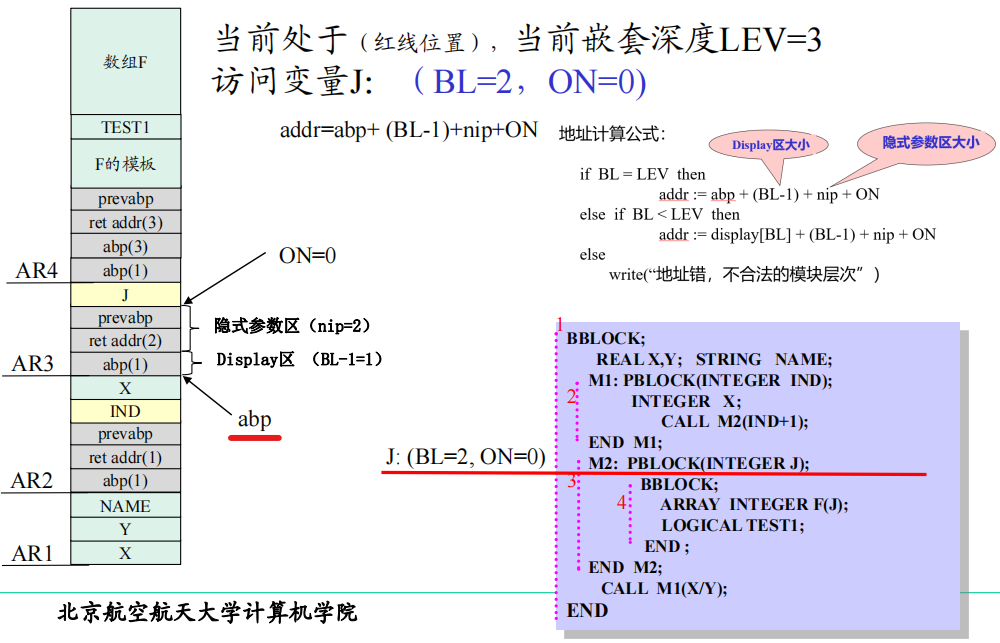 当前处于（红线位置），当前嵌套深度LEV=3
访问变量J:（BL=2，ON=0)
addr=abp+ (BL-1)+nip+ON
地址计算公式：
Display区大小
隐式参数区大小
if BL = LEV then
addr := abp + (BL-1) + nip + ON
else if BL < LEV then
addr := display[BL] + (BL-1) + nip + ON
else
write(“地址错，不合法的模块层次”)
数组F
TEST1
F的模板
prevabp
ret addr(3)
abp(3)
abp(1)
AR4
J
prevabp
ret addr(2)
abp(1)
AR3
X
IND
prevabp
ret addr(1)
abp(1)
AR2
NAME
Y
X
AR1
ON=0
隐式参数区（nip=2）
Display区 （BL-1=1）
abp
J: (BL=2, ON=0)
1
BBLOCK;
REAL X,Y; STRING NAME;
M1: PBLOCK(INTEGER IND);
2
INTEGER X;
CALL M2(IND+1);
END M1;
M2: PBLOCK(INTEGER J);
3
BBLOCK;
4
ARRAY INTEGER F(J);
LOGICAL TEST1;
END ;
END M2;
CALL M1(X/Y);
END
北京航空航天大学计算机学院